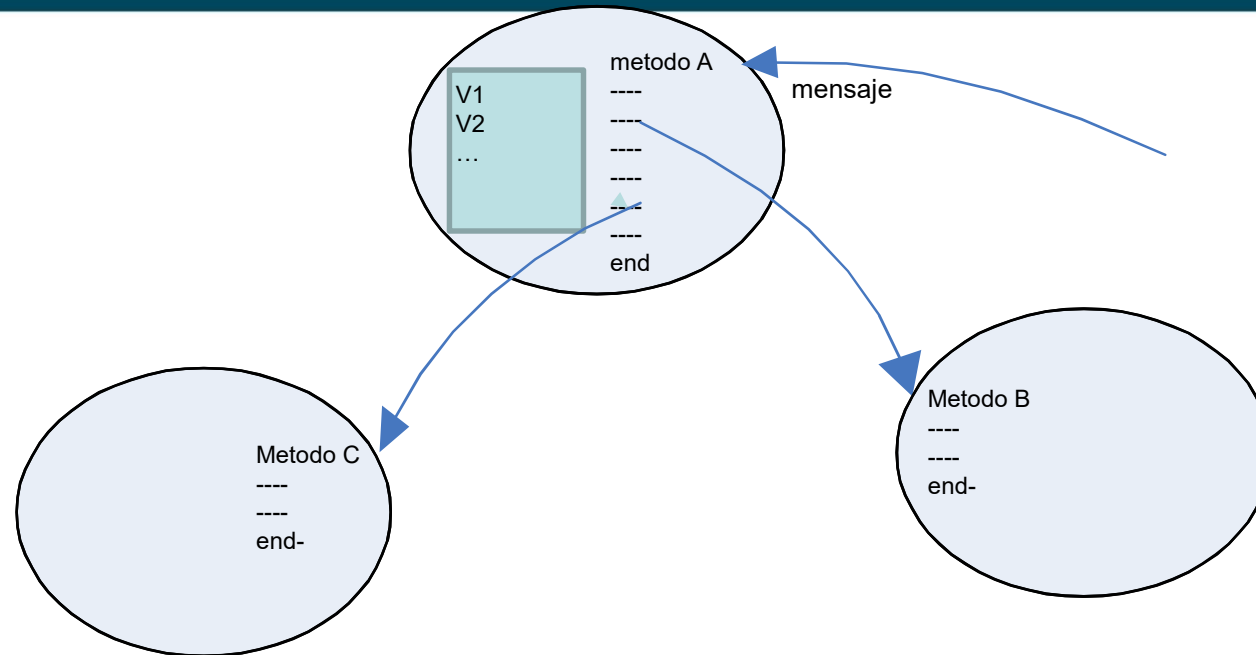 metodo A
----
----
----
----
----
----
end
V1
V2
...
mensaje
Metodo B
----
----
end-
Metodo C
----
----
end-